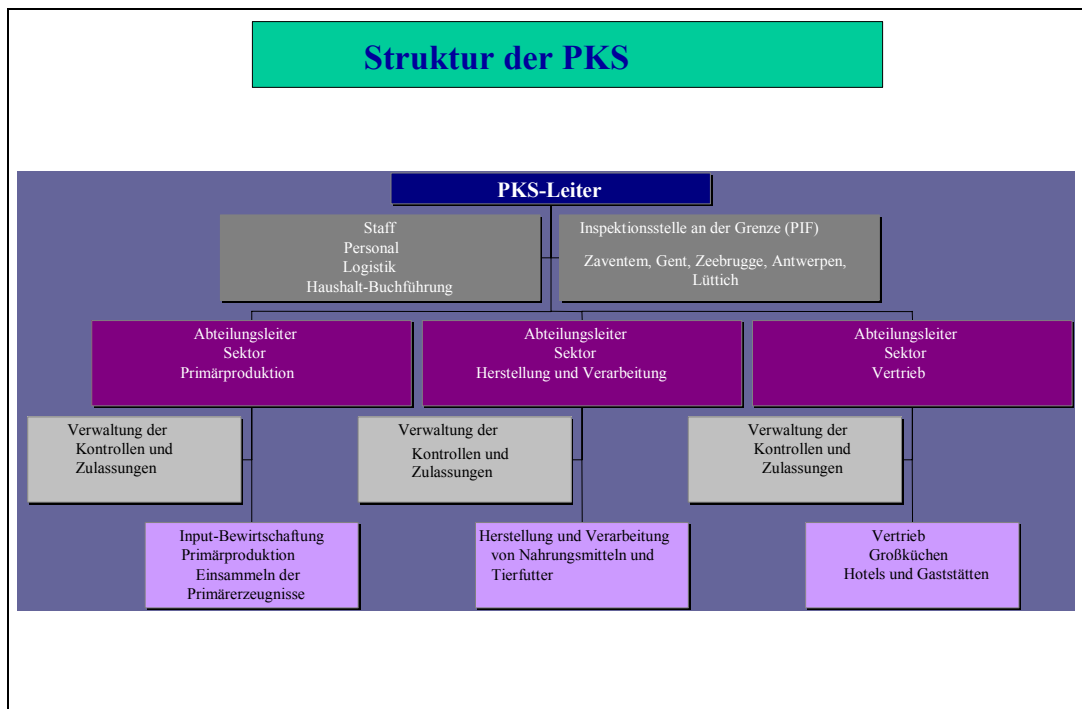 Struktur der PKS
PKS-Leiter
Staff
Personal
Logistik
Haushalt-Buchführung
Inspektionsstelle an der Grenze (PIF)
Zaventem, Gent, Zeebrugge, Antwerpen,
Lüttich
Abteilungsleiter
Sektor
Primärproduktion
Abteilungsleiter
Sektor
Herstellung und Verarbeitung
Abteilungsleiter
Sektor
Vertrieb
Verwaltung der
Kontrollen und
Zulassungen
Verwaltung der
Kontrollen und
Zulassungen
Verwaltung der
Kontrollen und
Zulassungen
Input-Bewirtschaftung
Primärproduktion
Einsammeln der
Primärerzeugnisse
Herstellung und Verarbeitung
von Nahrungsmitteln und
Tierfutter
Vertrieb
Großküchen
Hotels und Gaststätten